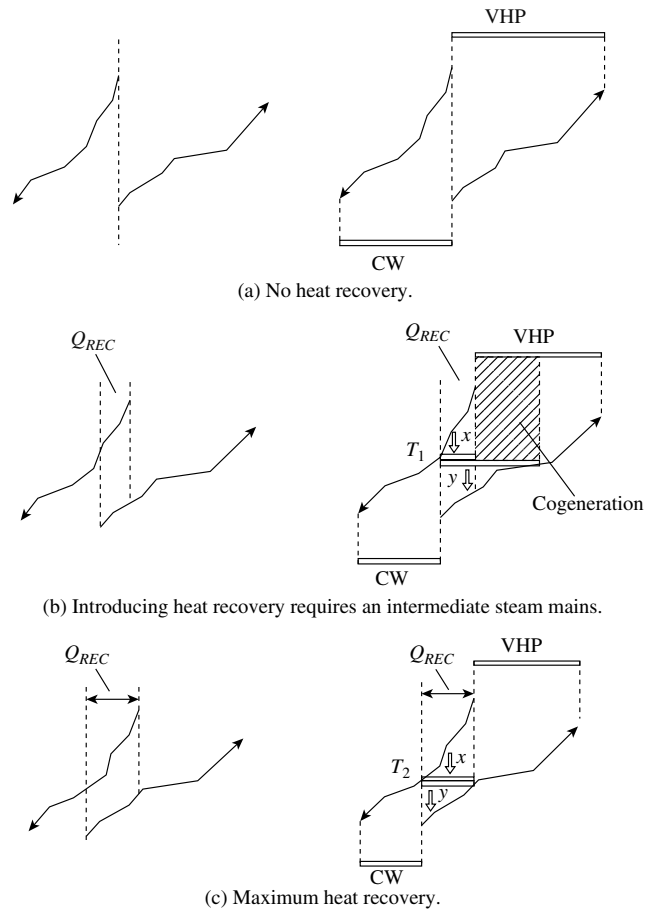 VHP
CW
(a) No heat recovery.
Q_REC
Q_REC
VHP
x
T_1
y
Cogeneration
CW
(b) Introducing heat recovery requires an intermediate steam mains.
Q_REC
Q_REC
VHP
x
T_2
y
CW
(c) Maximum heat recovery.